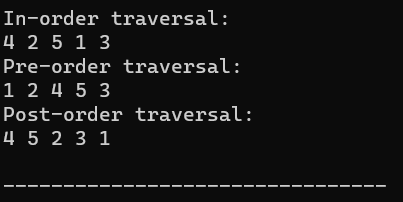 In-order traversal:
4 2 5 1 3
Pre-order traversal:
1 2 4 5 3
Post-order traversal:
4 5 2 3 1
--------------------------------